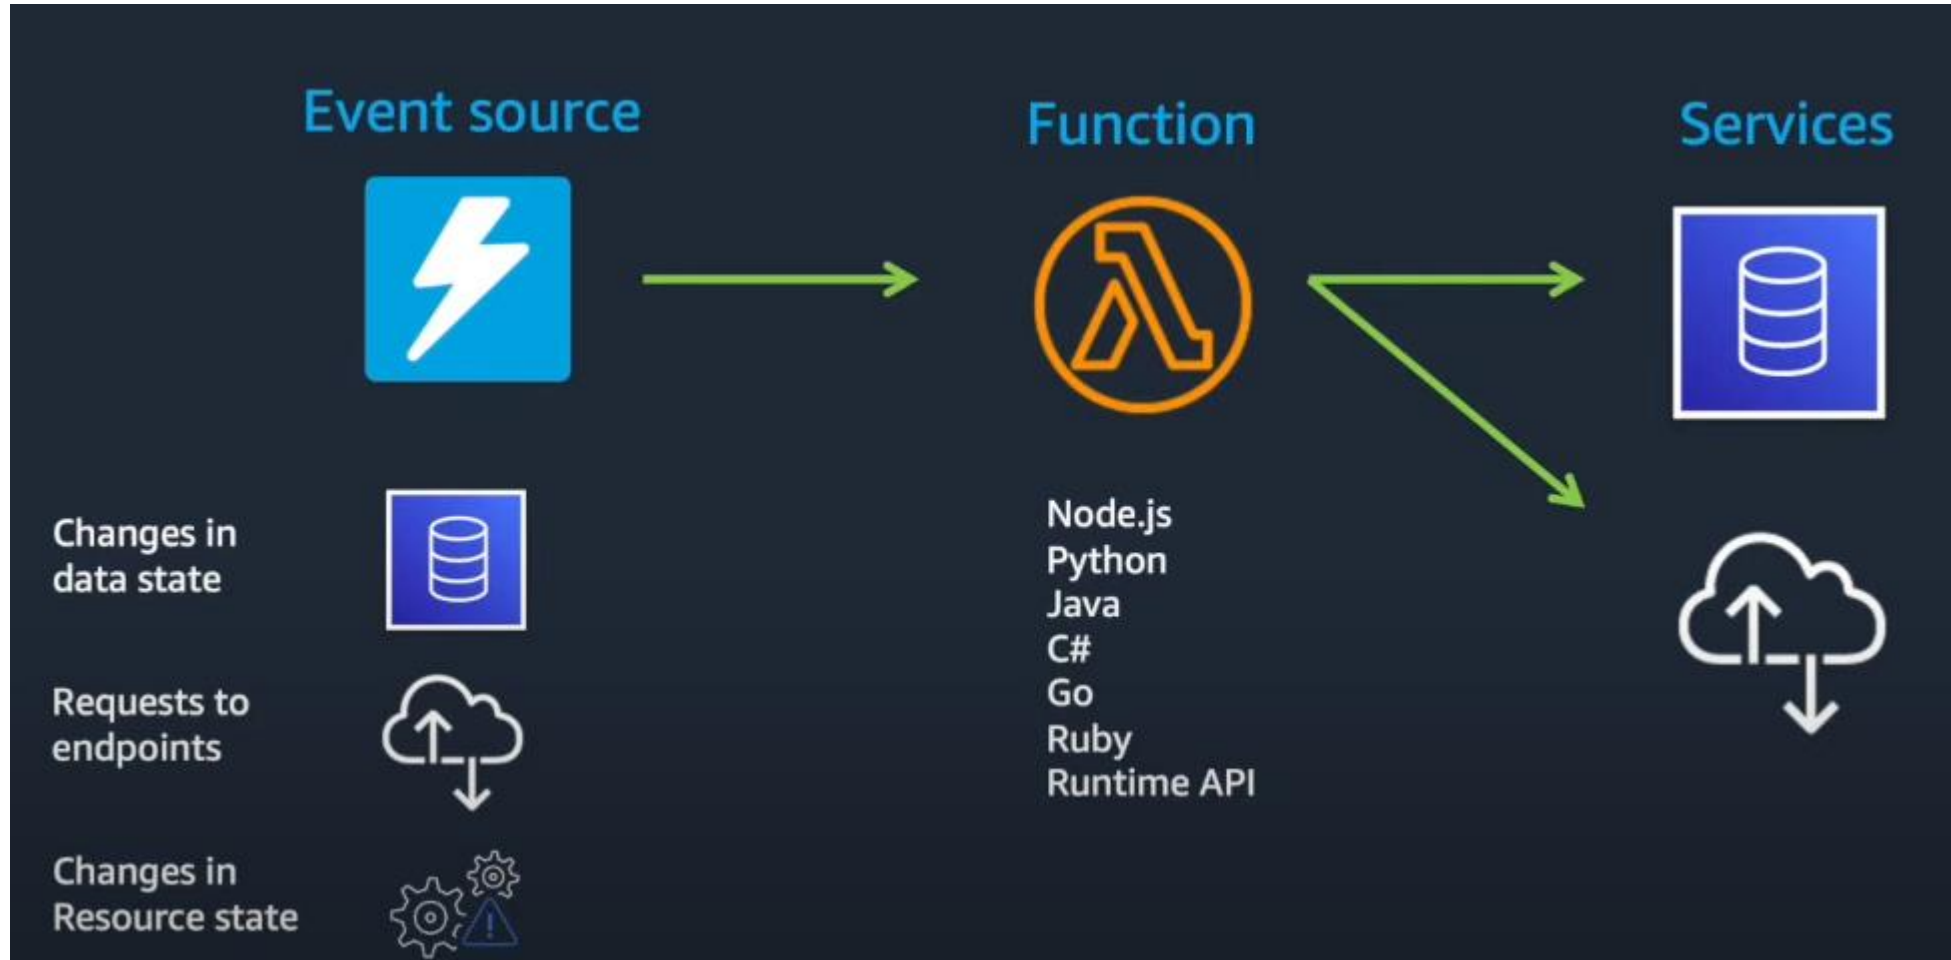 Event source
Function
Services
Changes in
data state
Requests to
endpoints
Changes in
Resource state
Node.js
Python
Java
C#
Go
Ruby
Runtime API